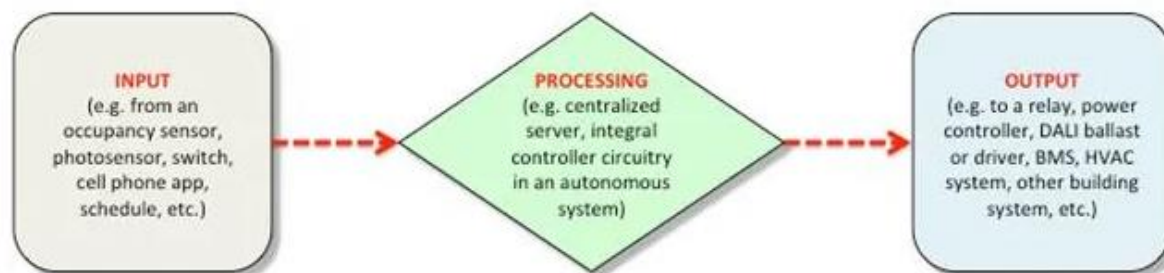 INPUT
(e.g. from an
occupancy sensor,
photosensor, switch,
cell phone app,
schedule, etc.)
PROCESSING
(e.g. centralized
server, integral
controller circuitry
in an autonomous
system)
OUTPUT
(e.g. to a relay, power
controller, DALI ballast
or driver, BMS, HVAC
system, other building
system, etc.)